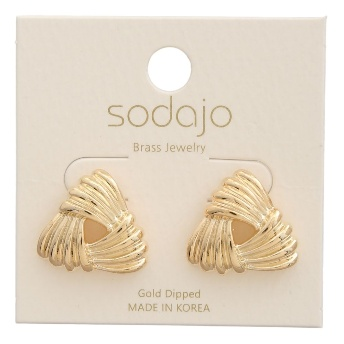 sodajo
Brass Jewelry
Gold Dipped
MADE IN KOREA